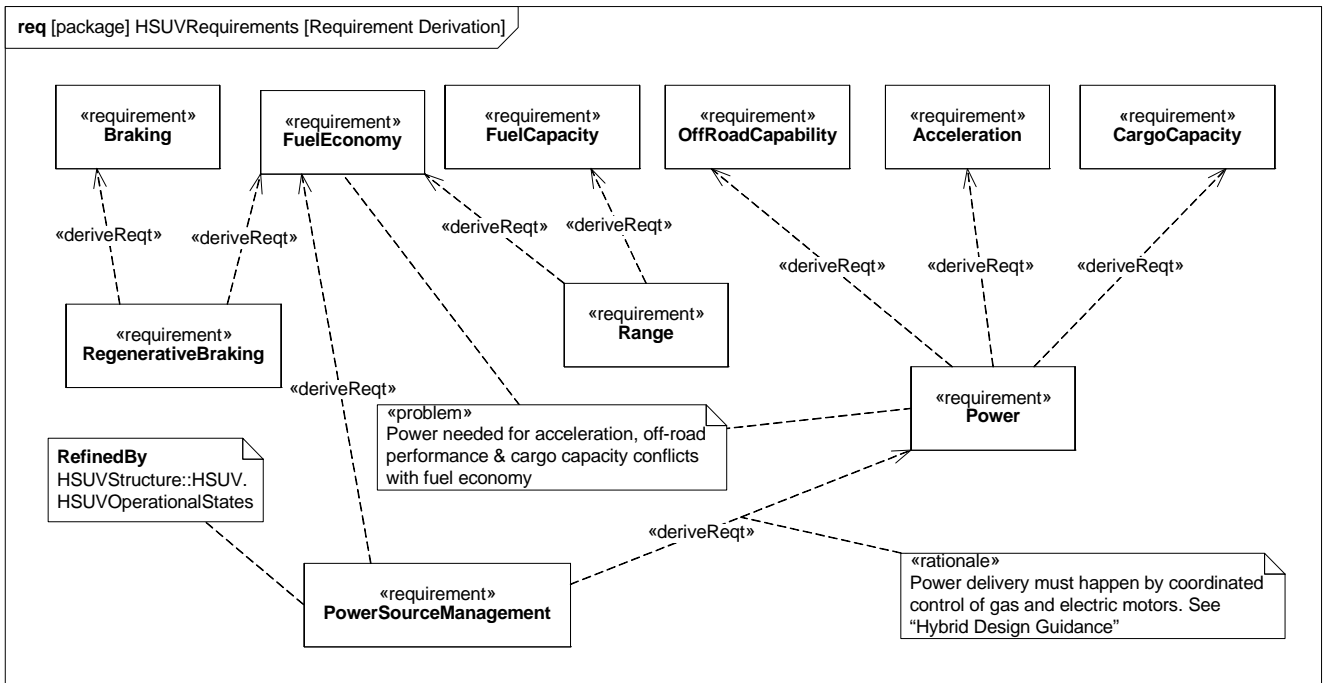 req [package] HSUVRequirements [Requirement Derivation]
«requirement»
Braking
«requirement»
FuelEconomy
«requirement»
FuelCapacity
«requirement»
OffRoadCapability
«requirement»
Acceleration
«requirement»
CargoCapacity
«deriveReqt»
«deriveReqt»
«deriveReqt»
«deriveReqt»
«deriveReqt»
«deriveReqt»
«requirement»
RegenerativeBraking
«requirement»
Range
«deriveReqt»
«requirement»
Power
«problem»
Power needed for acceleration, off-road
performance & cargo capacity conflicts
with fuel economy
RefinedBy
HSUVStructure::HSUV.
HSUVOperationalStates
«deriveReqt»
«rationale»
Power delivery must happen by coordinated
control of gas and electric motors. See
“Hybrid Design Guidance”
«requirement»
PowerSourceManagement